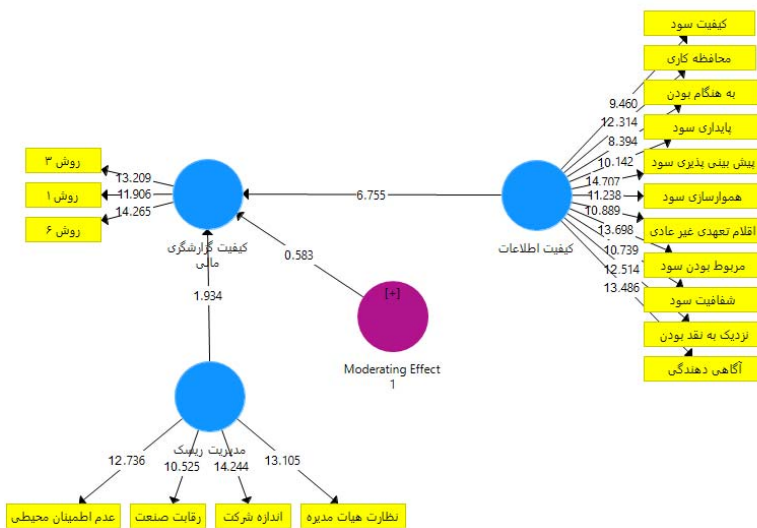 کیفیت سود
محافظه کاری
به هنگام بودن
پایداری سود
پیش بینی پذیری سود
هموارسازی سود
اقلام تعهدی غیر عادی
مربوط بودن سود
شفافیت سود
نزدیک به نقد بودن
آگاهی دهندگی
9.460
12.314
8.394
10.142
14.707
11.238
10.889
13.698
10.739
12.514
13.486
کیفیت اطلاعات
6.755
روش ۳
روش ۱
روش ۶
13.209
11.906
14.265
کیفیت گزارشگری
مالی
0.583
[+]
Moderating Effect
1
1.934
مدیریت ریسک
12.736
10.525
14.244
13.105
عدم اطمینان محیطی
رقابت صنعت
اندازه شرکت
نظارت هیات مدیره